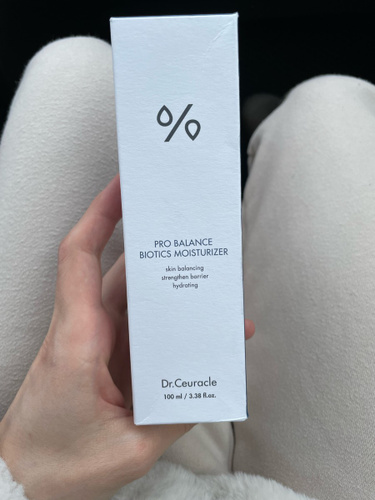 %
PRO BALANCE
BIOTICS MOISTURIZER
skin balancing
strengthen barrier
hydrating
Dr.Ceuracle
100 ml / 3.38 fl.oz.